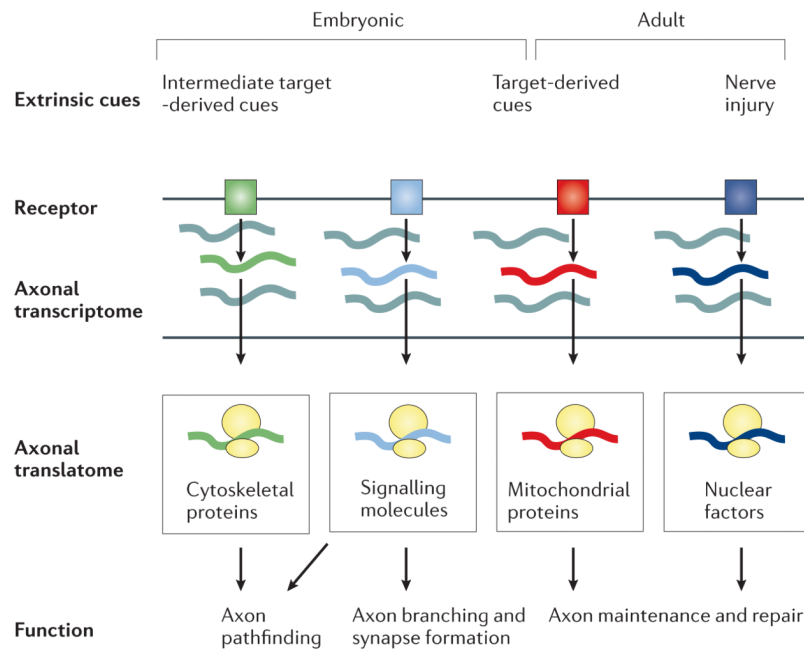 Embryonic
Adult
Extrinsic cues
Intermediate target
-derived cues
Target-derived
cues
Nerve
injury
Receptor
Axonal
transcriptome
Axonal
translatome
Cytoskeletal
proteins
Signalling
molecules
Mitochondrial
proteins
Nuclear
factors
Function
Axon
pathfinding
Axon branching and
synapse formation
Axon maintenance and repair